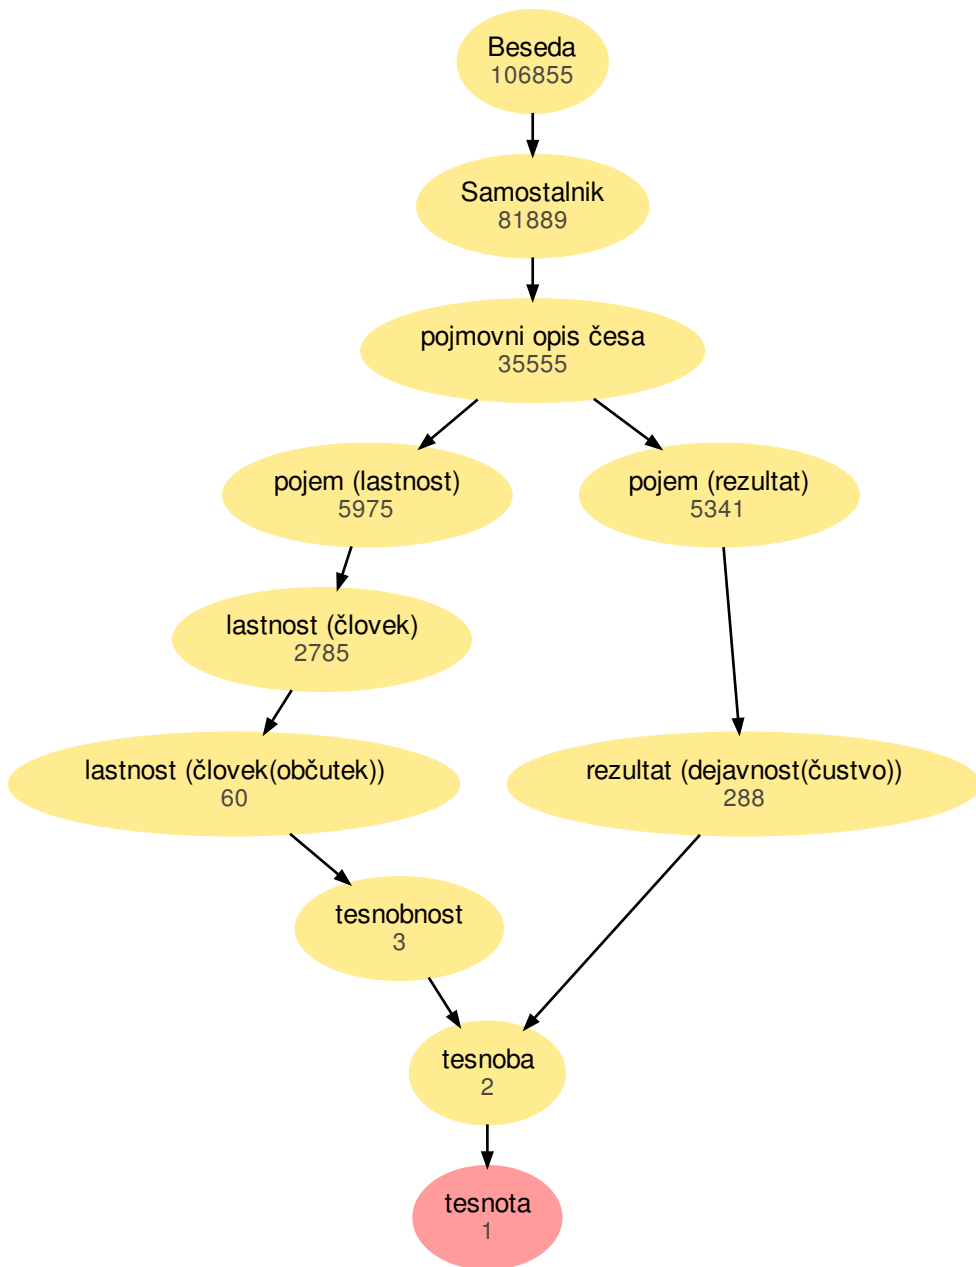 Beseda
106855
Samostalnik
81889
pojmovni opis česa
35555
pojem (lastnost)
5975
pojem (rezultat)
5341
lastnost (človek)
2785
lastnost (človek(občutek))
60
rezultat (dejavnost(čustvo))
288
tesnobnost
3
tesnoba
2
tesnota
1